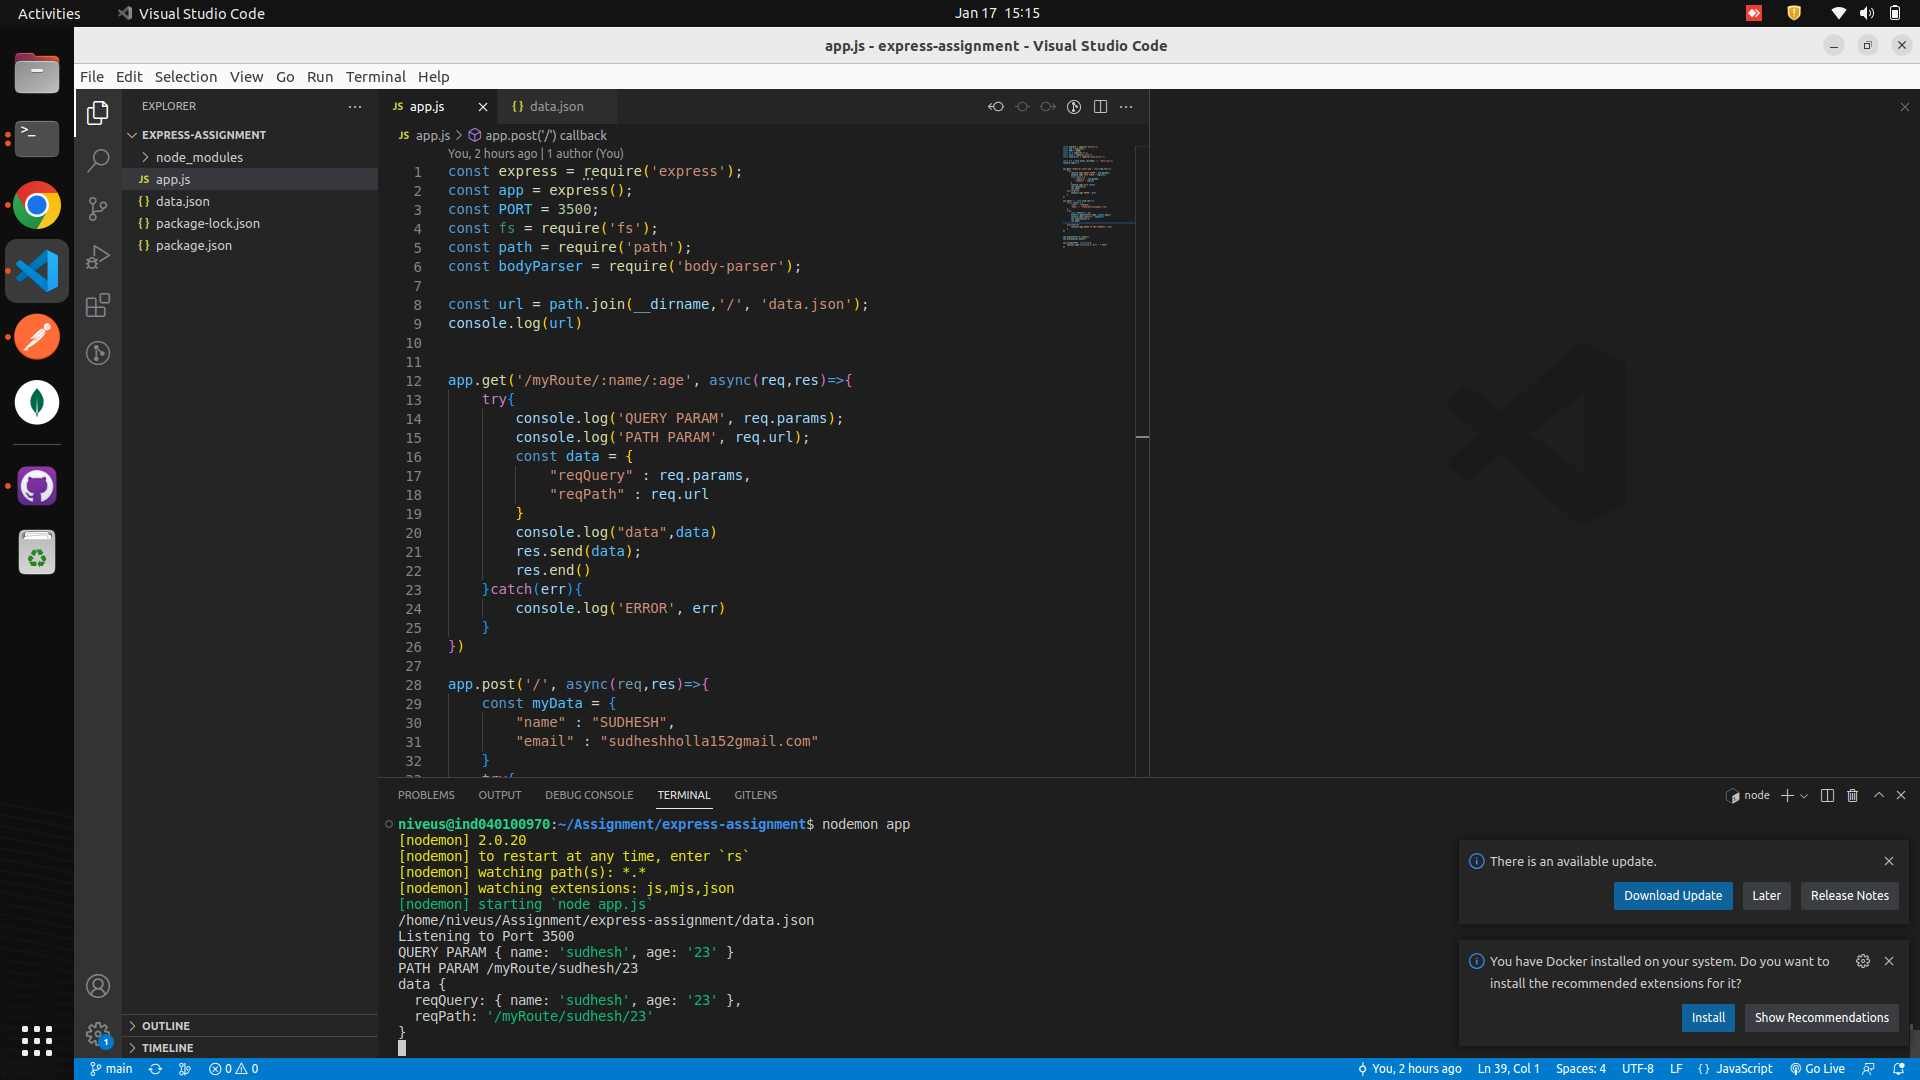 Activities
Visual Studio Code
Jan 17 15:15
app.js - express-assignment - Visual Studio Code
File Edit Selection View Go Run Terminal Help
EXPLORER
EXPRESS-ASSIGNMENT
node_modules
JS app.js
{} data.json
{} package-lock.json
{} package.json
OUTLINE
TIMELINE
1
JS app.js
{} data.json
JS app.js > app.post('/') callback
You, 2 hours ago | 1 author (You)
1 const express = require('express');
2 const app = express();
3 const PORT = 3500;
4 const fs = require('fs');
5 const path = require('path');
6 const bodyParser = require('body-parser');
7
8 const url = path.join(__dirname,'/', 'data.json');
9 console.log(url)
10
11
12 app.get('/myRoute/:name/:age', async(req,res)=>{
13 try{
14 console.log('QUERY PARAM', req.params);
15 console.log('PATH PARAM', req.url);
16 const data = {
17 "reqQuery" : req.params,
18 "reqPath" : req.url
19 }
20 console.log("data",data)
21 res.send(data);
22 res.end()
23 }catch(err){
24 console.log('ERROR', err)
25 }
26 })
27
28 app.post('/', async(req,res)=>{
29 const myData = {
30 "name" : "SUDHESH",
31 "email" : "sudheshholla152gmail.com"
32 }
33 try{
PROBLEMS OUTPUT DEBUG CONSOLE TERMINAL GITLENS
node
niveus@ind040100970:~/Assignment/express-assignment$ nodemon app
[nodemon] 2.0.20
[nodemon] to restart at any time, enter `rs`
[nodemon] watching path(s): *.*
[nodemon] watching extensions: js,mjs,json
[nodemon] starting `node app.js`
/home/niveus/Assignment/express-assignment/data.json
Listening to Port 3500
QUERY PARAM { name: 'sudhesh', age: '23' }
PATH PARAM /myRoute/sudhesh/23
data {
reqQuery: { name: 'sudhesh', age: '23' },
reqPath: '/myRoute/sudhesh/23'
}
There is an available update.
Download Update Later Release Notes
You have Docker installed on your system. Do you want to
install the recommended extensions for it?
Install Show Recommendations
main 0 0
You, 2 hours ago Ln 39, Col 1 Spaces: 4 UTF-8 LF {} JavaScript Go Live